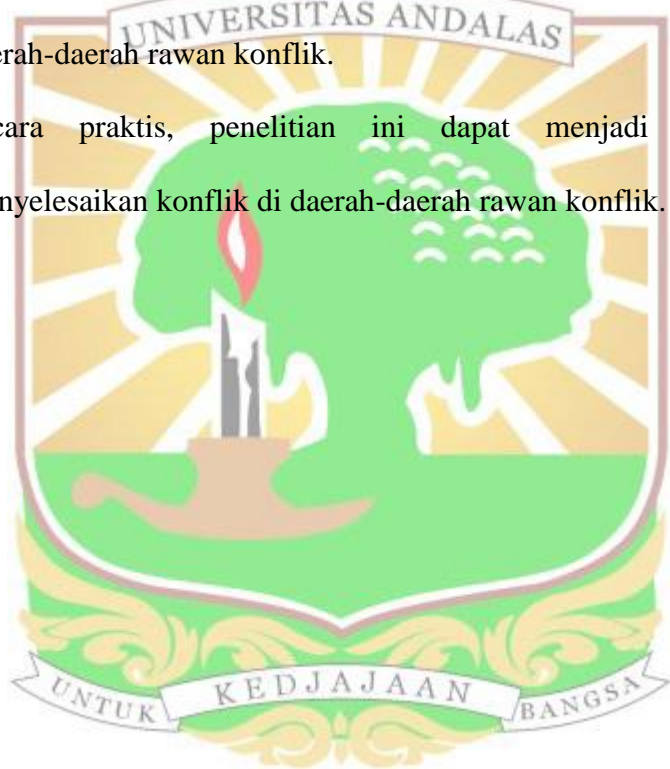 UNIVERSITAS ANDALAS
erah-daerah rawan konflik.
cara praktis, penelitian ini dapat menjadi
nyelesaikan konflik di daerah-daerah rawan konflik.
UNTUK KEDJAJAAN BANGSA